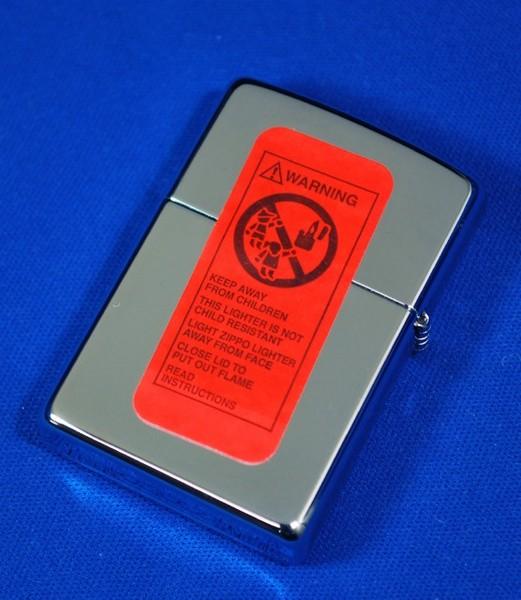 WARNING
KEEP AWAY
FROM CHILDREN
THIS LIGHTER IS NOT
CHILD RESISTANT
LIGHT ZIPPO LIGHTER
AWAY FROM FACE
CLOSE LID TO
PUT OUT FLAME
READ
INSTRUCTIONS